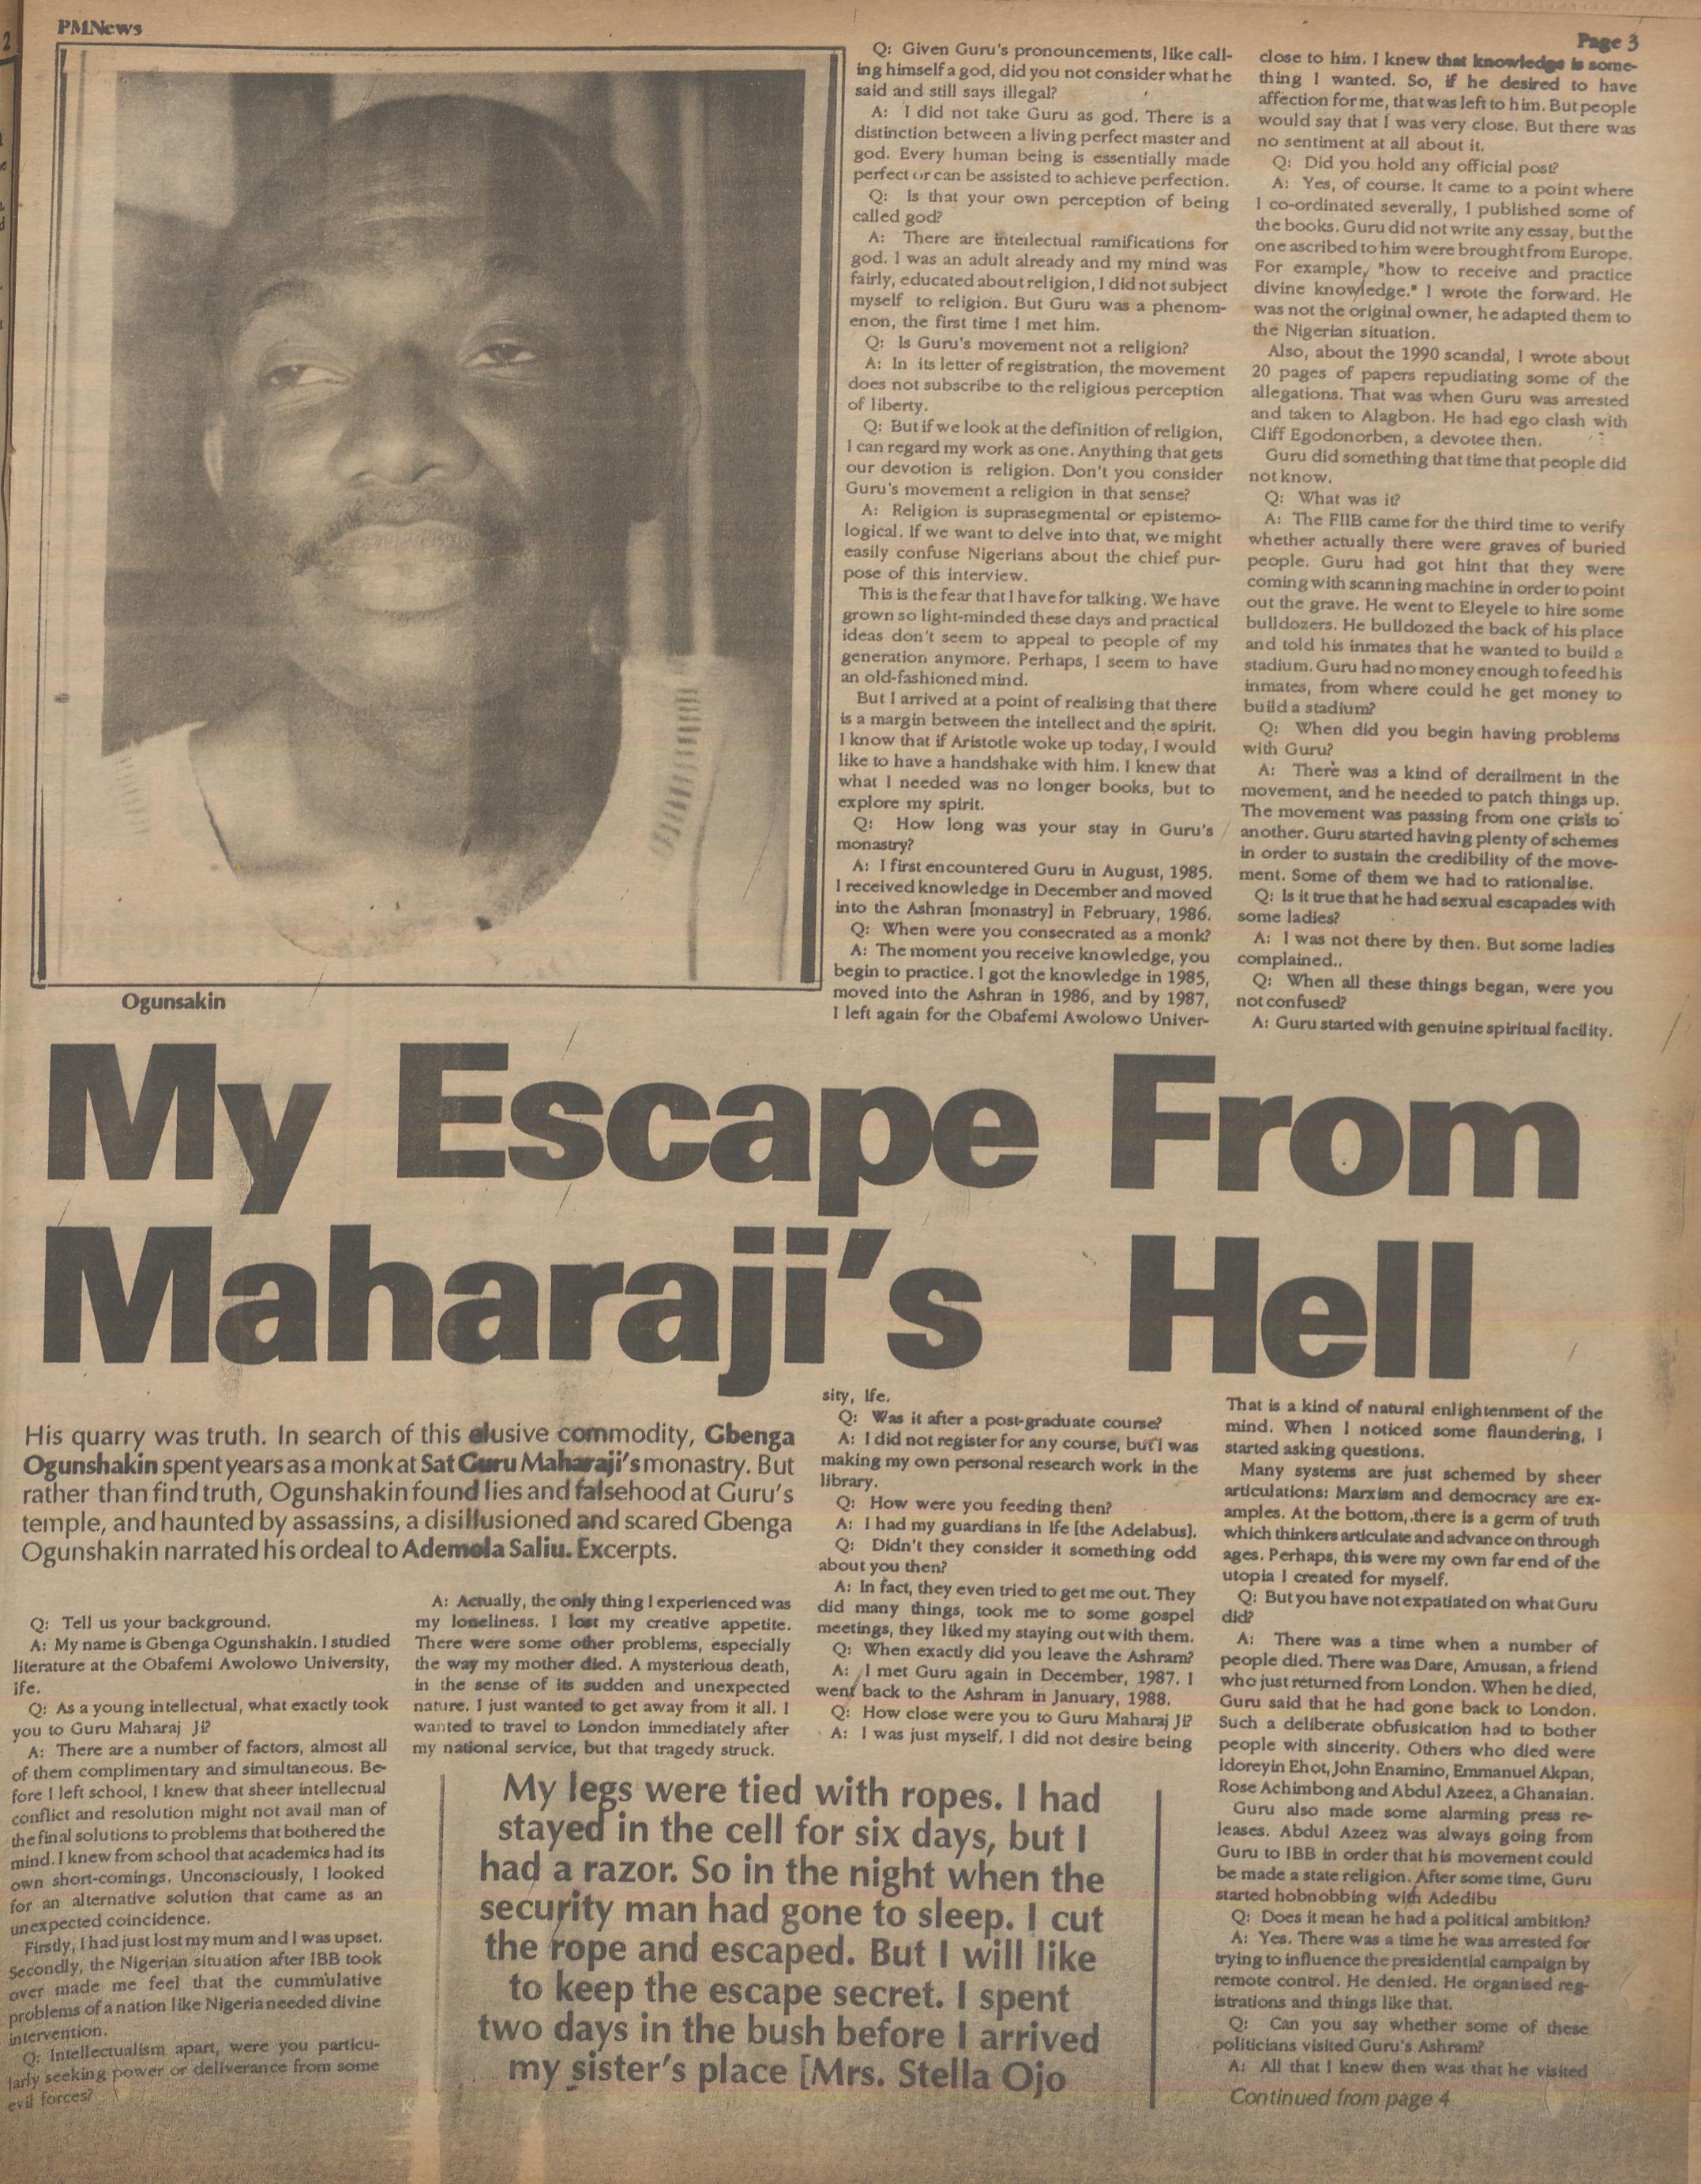 PMNews
Page 3
Ogunsakin
My Escape From
Maharaji's Hell
His quarry was truth. In search of this elusive commodity, Gbenga
Ogunshakin spent years as a monk at Sat Guru Maharaji's monastry. But
rather than find truth, Ogunshakin found lies and falsehood at Guru's
temple, and haunted by assassins, a disillusioned and scared Gbenga
Ogunshakin narrated his ordeal to Ademola Saliu. Excerpts.
Q: Tell us your background.
A: My name is Gbenga Ogunshakin. I studied
literature at the Obafemi Awolowo University,
ife.
Q: As a young intellectual, what exactly took
you to Guru Maharaj Ji?
A: There are a number of factors, almost all
of them complimentary and simultaneous. Be-
fore I left school, I knew that sheer intellectual
conflict and resolution might not avail man of
the final solutions to problems that bothered the
mind. I knew from school that academics had its
own short-comings. Unconsciously, I looked
for an alternative solution that came as an
unexpected coincidence.
Firstly, I had just lost my mum and I was upset.
Secondly, the Nigerian situation after IBB took
over made me feel that the cummulative
problems of a nation like Nigeria needed divine
intervention.
Q: Intellectualism apart, were you particu-
larly seeking power or deliverance from some
evil forces?
A: Actually, the only thing I experienced was
my loneliness. I lost my creative appetite.
There were some other problems, especially
the way my mother died. A mysterious death,
in the sense of its sudden and unexpected
nature. I just wanted to get away from it all. I
wanted to travel to London immediately after
my national service, but that tragedy struck.
My legs were tied with ropes. I had
stayed in the cell for six days, but I
had a razor. So in the night when the
security man had gone to sleep. I cut
the rope and escaped. But I will like
to keep the escape secret. I spent
two days in the bush before I arrived
my sister's place [Mrs. Stella Ojo
Q: Given Guru's pronouncements, like call-
ing himself a god, did you not consider what he
said and still says illegal?
A: I did not take Guru as god. There is a
distinction between a living perfect master and
god. Every human being is essentially made
perfect or can be assisted to achieve perfection.
Q: Is that your own perception of being
called god?
A: There are intellectual ramifications for
god. I was an adult already and my mind was
fairly, educated about religion, I did not subject
myself to religion. But Guru was a phenom-
enon, the first time I met him.
Q: Is Guru's movement not a religion?
A: In its letter of registration, the movement
does not subscribe to the religious perception
of liberty.
Q: But if we look at the definition of religion,
I can regard my work as one. Anything that gets
our devotion is religion. Don't you consider
Guru's movement a religion in that sense?
A: Religion is suprasegmental or epistemo-
logical. If we want to delve into that, we might
easily confuse Nigerians about the chief pur-
pose of this interview.
This is the fear that I have for talking. We have
grown so light-minded these days and practical
ideas don't seem to appeal to people of my
generation anymore. Perhaps, I seem to have
an old-fashioned mind.
But I arrived at a point of realising that there
is a margin between the intellect and the spirit.
I know that if Aristotle woke up today, I would
like to have a handshake with him. I knew that
what I needed was no longer books, but to
explore my spirit.
Q: How long was your stay in Guru's
monastry?
A: I first encountered Guru in August, 1985.
I received knowledge in December and moved
into the Ashran [monastry] in February, 1986.
Q: When were you consecrated as a monk?
A: The moment you receive knowledge, you
begin to practice. I got the knowledge in 1985,
moved into the Ashran in 1986, and by 1987,
I left again for the Obafemi Awolowo Univer-
sity, Ife.
Q: Was it after a post-graduate course?
A: I did not register for any course, but I was
making my own personal research work in the
library.
Q: How were you feeding then?
A: I had my guardians in Ife [the Adelabus].
Q: Didn't they consider it something odd
about you then?
A: In fact, they even tried to get me out. They
did many things, took me to some gospel
meetings, they liked my staying out with them.
Q: When exactly did you leave the Ashram?
A: I met Guru again in December, 1987. I
went back to the Ashram in January, 1988.
Q: How close were you to Guru Maharaj Ji?
A: I was just myself. I did not desire being
close to him. I knew that knowledge is some-
thing I wanted. So, if he desired to have
affection for me, that was left to him. But people
would say that I was very close. But there was
no sentiment at all about it.
Q: Did you hold any official post?
A: Yes, of course. It came to a point where
I co-ordinated severally, I published some of
the books. Guru did not write any essay, but the
one ascribed to him were brought from Europe.
For example, "how to receive and practice
divine knowledge." I wrote the forward. He
was not the original owner, he adapted them to
the Nigerian situation.
Also, about the 1990 scandal, I wrote about
20 pages of papers repudiating some of the
allegations. That was when Guru was arrested
and taken to Alagbon. He had ego clash with
Cliff Egodonorben, a devotee then.
Guru did something that time that people did
not know.
Q: What was it?
A: The FIIB came for the third time to verify
whether actually there were graves of buried
people. Guru had got hint that they were
coming with scanning machine in order to point
out the grave. He went to Eleyele to hire some
bulldozers. He bulldozed the back of his place
and told his inmates that he wanted to build a
stadium. Guru had no money enough to feed his
inmates, from where could he get money to
build a stadium?
Q: When did you begin having problems
with Guru?
A: There was a kind of derailment in the
movement, and he needed to patch things up.
The movement was passing from one crisis to
another. Guru started having plenty of schemes
in order to sustain the credibility of the move-
ment. Some of them we had to rationalise.
Q: Is it true that he had sexual escapades with
some ladies?
A: I was not there by then. But some ladies
complained..
Q: When all these things began, were you
not confused?
A: Guru started with genuine spiritual facility.
That is a kind of natural enlightenment of the
mind. When I noticed some flaundering, I
started asking questions.
Many systems are just schemed by sheer
articulations: Marxism and democracy are ex-
amples. At the bottom, there is a germ of truth
which thinkers articulate and advance on through
ages. Perhaps, this were my own far end of the
utopia I created for myself.
Q: But you have not expatiated on what Guru
did?
A: There was a time when a number of
people died. There was Dare, Amusan, a friend
who just returned from London. When he died,
Guru said that he had gone back to London.
Such a deliberate obfusication had to bother
people with sincerity. Others who died were
Idoreyin Ehot, John Enamino, Emmanuel Akpan,
Rose Achimbong and Abdul Azeez, a Ghanaian.
Guru also made some alarming press re-
leases. Abdul Azeez was always going from
Guru to IBB in order that his movement could
be made a state religion. After some time, Guru
started hobnobbing with Adedibu
Q: Does it mean he had a political ambition?
A: Yes. There was a time he was arrested for
trying to influence the presidential campaign by
remote control. He denied. He organised reg-
istrations and things like that.
Q: Can you say whether some of these
politicians visited Guru's Ashram?
A: All that I knew then was that he visited
Continued from page 4